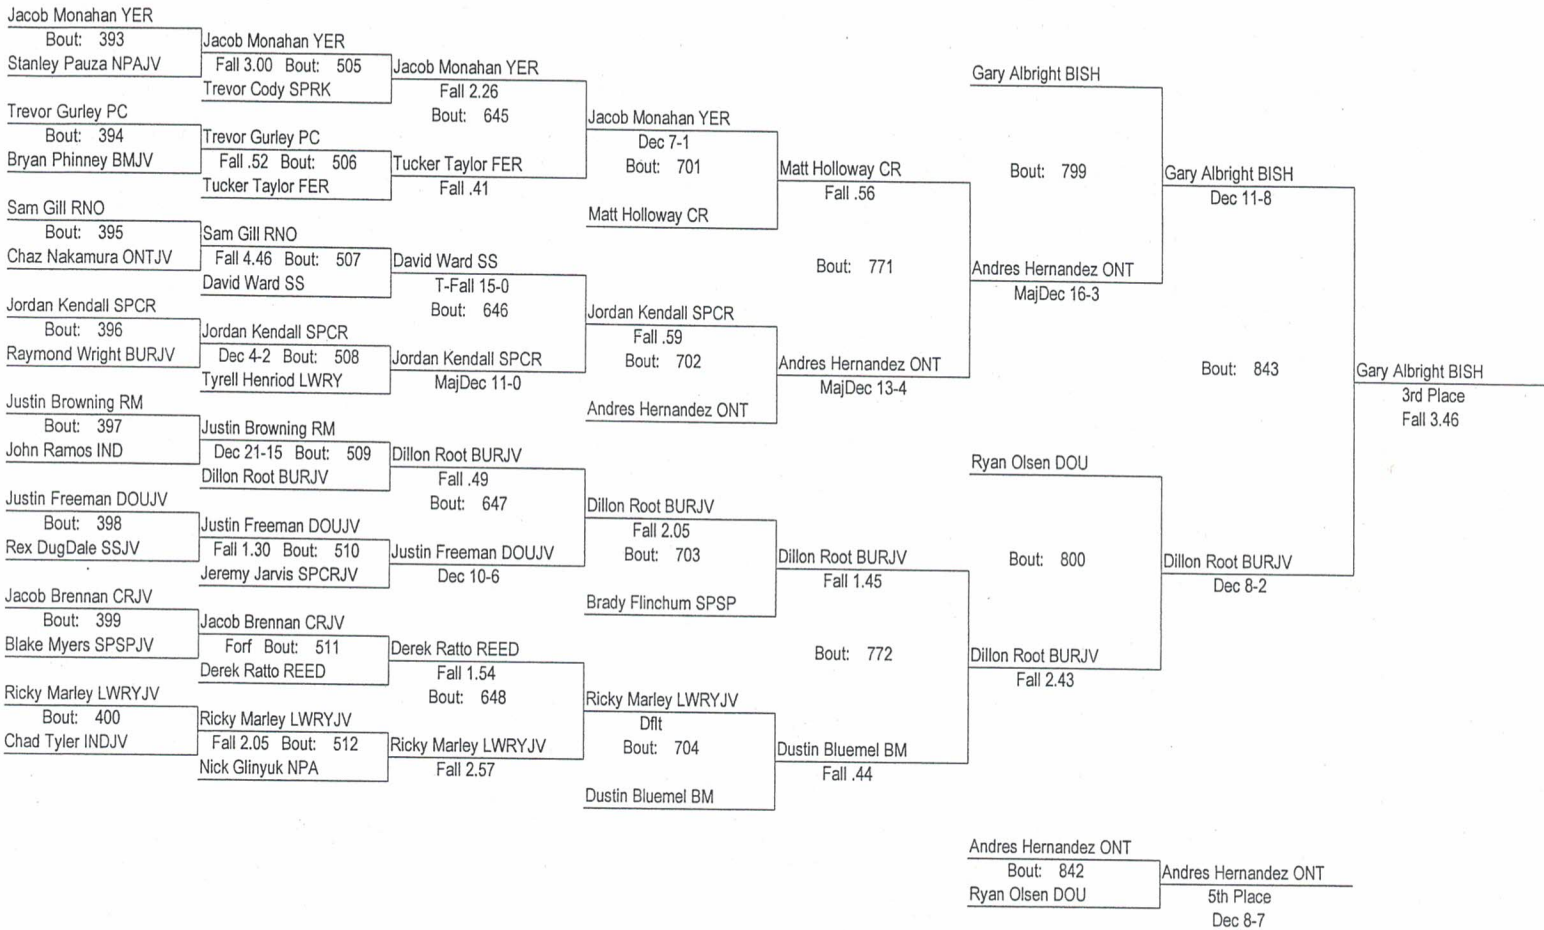 Jacob Monahan YER
Bout: 393
Stanley Pauza NPAJV
Trevor Gurley PC
Bout: 394
Bryan Phinney BMJV
Sam Gill RNO
Bout: 395
Chaz Nakamura ONTJV
Jordan Kendall SPCR
Bout: 396
Raymond Wright BURJV
Justin Browning RM
Bout: 397
John Ramos IND
Justin Freeman DOUJV
Bout: 398
Rex DugDale SSJV
Jacob Brennan CRJV
Bout: 399
Blake Myers SPSPJV
Ricky Marley LWRYJV
Bout: 400
Chad Tyler INDJV
Jacob Monahan YER
Fall 3.00 Bout: 505
Trevor Cody SPRK
Trevor Gurley PC
Fall .52 Bout: 506
Tucker Taylor FER
Sam Gill RNO
Fall 4.46 Bout: 507
David Ward SS
Jordan Kendall SPCR
Dec 4-2 Bout: 508
Tyrell Henriod LWRY
Justin Browning RM
Dec 21-15 Bout: 509
Dillon Root BURJV
Justin Freeman DOUJV
Fall 1.30 Bout: 510
Jeremy Jarvis SPCRJV
Jacob Brennan CRJV
Forf Bout: 511
Derek Ratto REED
Ricky Marley LWRYJV
Fall 2.05 Bout: 512
Nick Glinyuk NPA
Jacob Monahan YER
Fall 2.26
Bout: 645
Tucker Taylor FER
Fall .41
David Ward SS
T-Fall 15-0
Bout: 646
Jordan Kendall SPCR
MajDec 11-0
Dillon Root BURJV
Fall .49
Bout: 647
Justin Freeman DOUJV
Dec 10-6
Derek Ratto REED
Fall 1.54
Bout: 648
Ricky Marley LWRYJV
Fall 2.57
Jacob Monahan YER
Dec 7-1
Bout: 701
Matt Holloway CR
Jordan Kendall SPCR
Fall .59
Bout: 702
Andres Hernandez ONT
Dillon Root BURJV
Fall 2.05
Bout: 703
Brady Flinchum SPSP
Ricky Marley LWRYJV
Dflt
Bout: 704
Dustin Bluemel BM
Matt Holloway CR
Fall .56
Bout: 771
Andres Hernandez ONT
MajDec 13-4
Dillon Root BURJV
Fall 1.45
Bout: 772
Dustin Bluemel BM
Fall .44
Gary Albright BISH
Bout: 799
Andres Hernandez ONT
MajDec 16-3
Ryan Olsen DOU
Bout: 800
Dillon Root BURJV
Fall 2.43
Gary Albright BISH
Dec 11-8
Bout: 843
Dillon Root BURJV
Dec 8-2
Gary Albright BISH
3rd Place
Fall 3.46
Andres Hernandez ONT
Bout: 842
Ryan Olsen DOU
Andres Hernandez ONT
5th Place
Dec 8-7